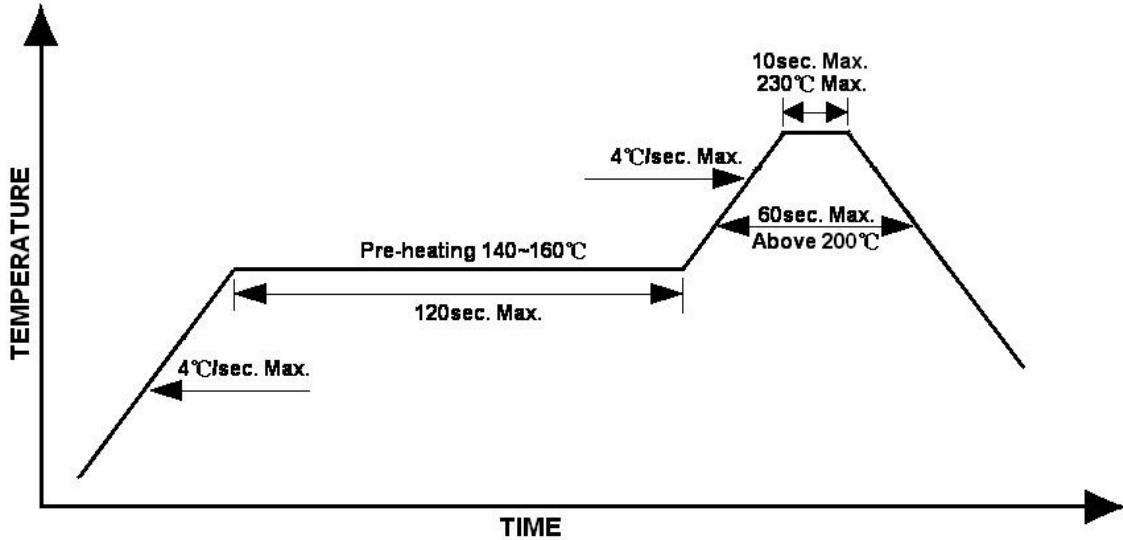 10sec. Max.
230℃ Max.
4℃/sec. Max.
60sec. Max.
Above 200℃
Pre-heating 140~160℃
120sec. Max.
4℃/sec. Max.
TEMPERATURE
TIME